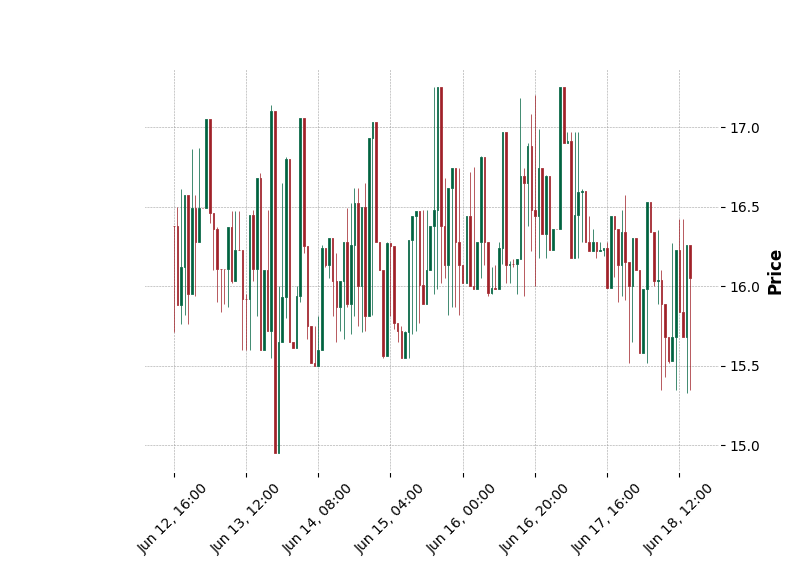 17.0
16.5
16.0
15.5
15.0
Price
Jun 12, 16:00
Jun 13, 12:00
Jun 14, 08:00
Jun 15, 04:00
Jun 16, 00:00
Jun 16, 20:00
Jun 17, 16:00
Jun 18, 12:00